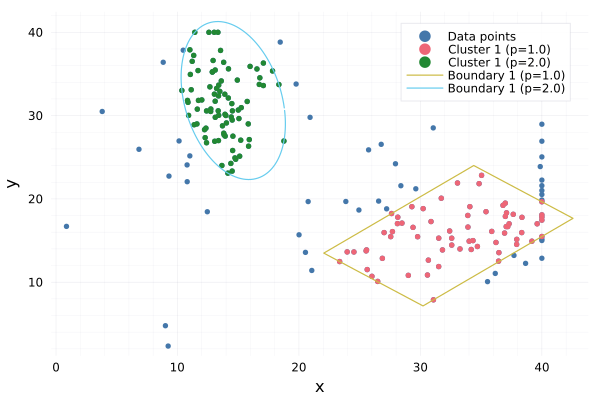 40
30
20
10
y
0
10
20
30
40
x
Data points
Cluster 1 (p=1.0)
Cluster 1 (p=2.0)
Boundary 1 (p=1.0)
Boundary 1 (p=2.0)